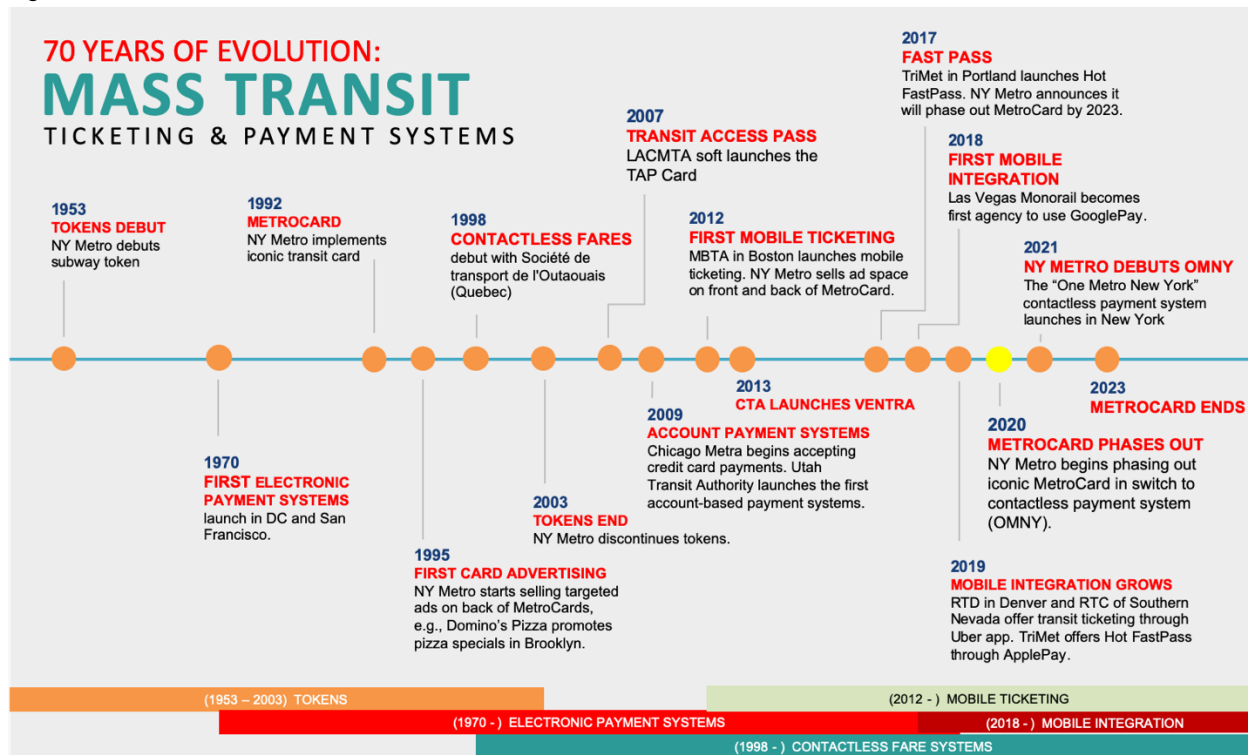 70 YEARS OF EVOLUTION:
MASS TRANSIT
TICKETING & PAYMENT SYSTEMS
1953
TOKENS DEBUT
NY Metro debuts
subway token
1970
FIRST ELECTRONIC
PAYMENT SYSTEMS
launch in DC and San
Francisco.
1992
METROCARD
NY Metro implements
iconic transit card
1995
FIRST CARD ADVERTISING
NY Metro starts selling targeted
ads on back of MetroCards,
e.g., Domino's Pizza promotes
pizza specials in Brooklyn.
1998
CONTACTLESS FARES
debut with Société de
transport de l'Outaouais
(Quebec)
2003
TOKENS END
NY Metro discontinues tokens.
2007
TRANSIT ACCESS PASS
LACMTA soft launches the
TAP Card
2009
ACCOUNT PAYMENT SYSTEMS
Chicago Metra begins accepting
credit card payments. Utah
Transit Authority launches the first
account-based payment systems.
2012
FIRST MOBILE TICKETING
MBTA in Boston launches mobile
ticketing. NY Metro sells ad space
on front and back of MetroCard.
2013
CTA LAUNCHES VENTRA
2017
FAST PASS
TriMet in Portland launches Hot
FastPass. NY Metro announces it
will phase out MetroCard by 2023.
2018
FIRST MOBILE
INTEGRATION
Las Vegas Monorail becomes
first agency to use GooglePay.
2019
MOBILE INTEGRATION GROWS
RTD in Denver and RTC of Southern
Nevada offer transit ticketing through
Uber app. TriMet offers Hot FastPass
through ApplePay.
2020
METROCARD PHASES OUT
NY Metro begins phasing out
iconic MetroCard in switch to
contactless payment system
(OMNY).
2021
NY METRO DEBUTS OMNY
The “One Metro New York”
contactless payment system
launches in New York
2023
METROCARD ENDS
(1953 – 2003) TOKENS
(2012 - ) MOBILE TICKETING
(1970 - ) ELECTRONIC PAYMENT SYSTEMS
(2018 - ) MOBILE INTEGRATION
(1998 - ) CONTACTLESS FARE SYSTEMS